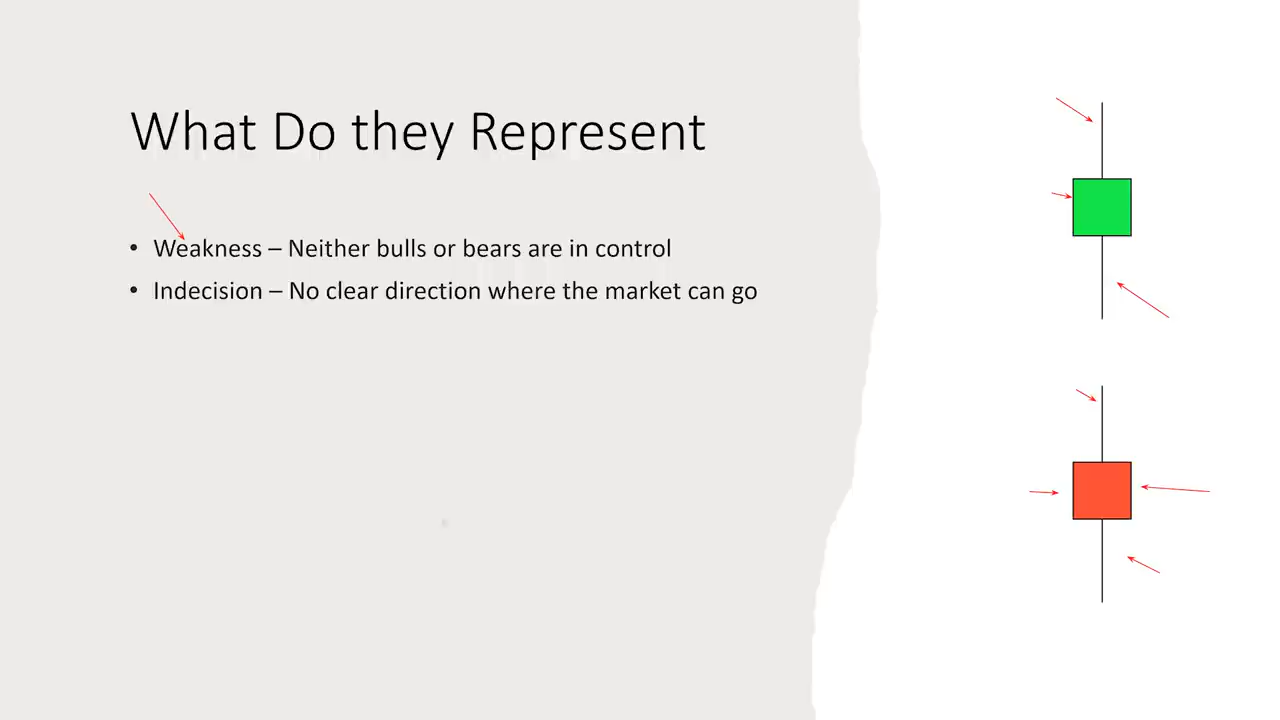 What Do they Represent
• Weakness – Neither bulls or bears are in control
• Indecision – No clear direction where the market can go